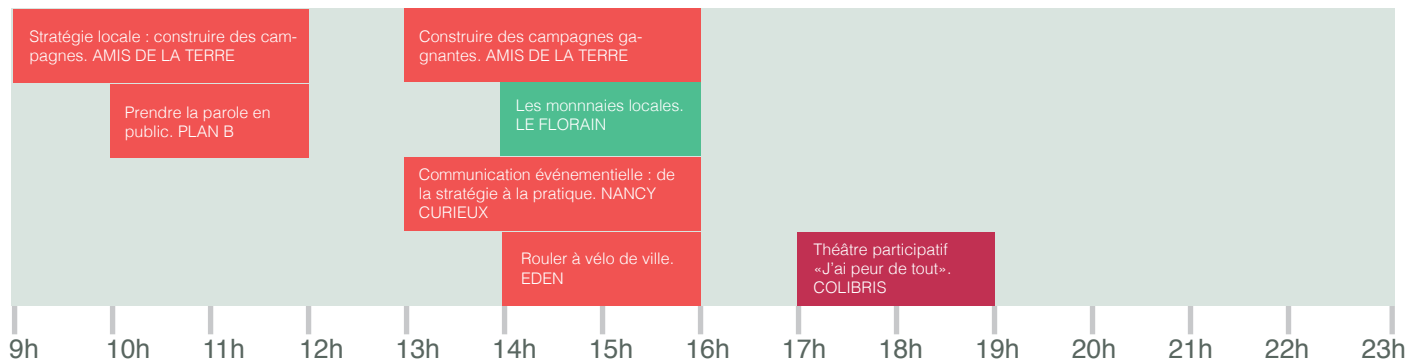 Stratégie locale : construire des cam-
pagnes. AMIS DE LA TERRE
Construire des campagnes ga-
gnantes. AMIS DE LA TERRE
Prendre la parole en
public. PLAN B
Les monnnaies locales.
LE FLORAIN
Communication événementielle : de
la stratégie à la pratique. NANCY
CURIEUX
Rouler à vélo de ville.
EDEN
Théâtre participatif
«J'ai peur de tout».
COLIBRIS
9h 10h 11h 12h 13h 14h 15h 16h 17h 18h 19h 20h 21h 22h 23h